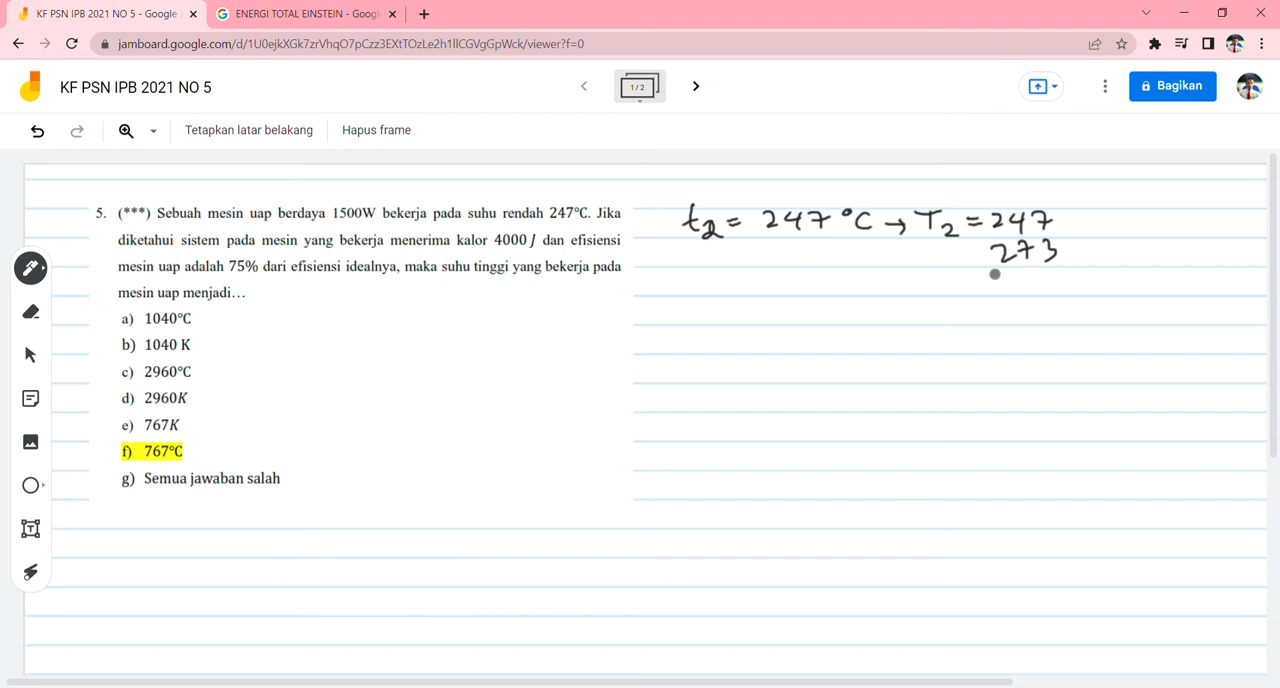 KF PSN IPB 2021 NO 5 - Google
ENERGI TOTAL EINSTEIN - Googl
jamboard.google.com/d/1U0ejkXGk7zrVhqO7pCzz3EXtTOzLe2h1llCGVgGpWck/viewer?f=0
KF PSN IPB 2021 NO 5
1/2
Bagikan
Tetapkan latar belakang
Hapus frame
5. (***) Sebuah mesin uap berdaya 1500W bekerja pada suhu rendah 247°C. Jika
diketahui sistem pada mesin yang bekerja menerima kalor 4000 J dan efisiensi
mesin uap adalah 75% dari efisiensi idealnya, maka suhu tinggi yang bekerja pada
mesin uap menjadi…
a) 1040°C
b) 1040 K
c) 2960°C
d) 2960K
e) 767K
f) 767°C
g) Semua jawaban salah
t₂ = 247 °C → T₂ = 247
273